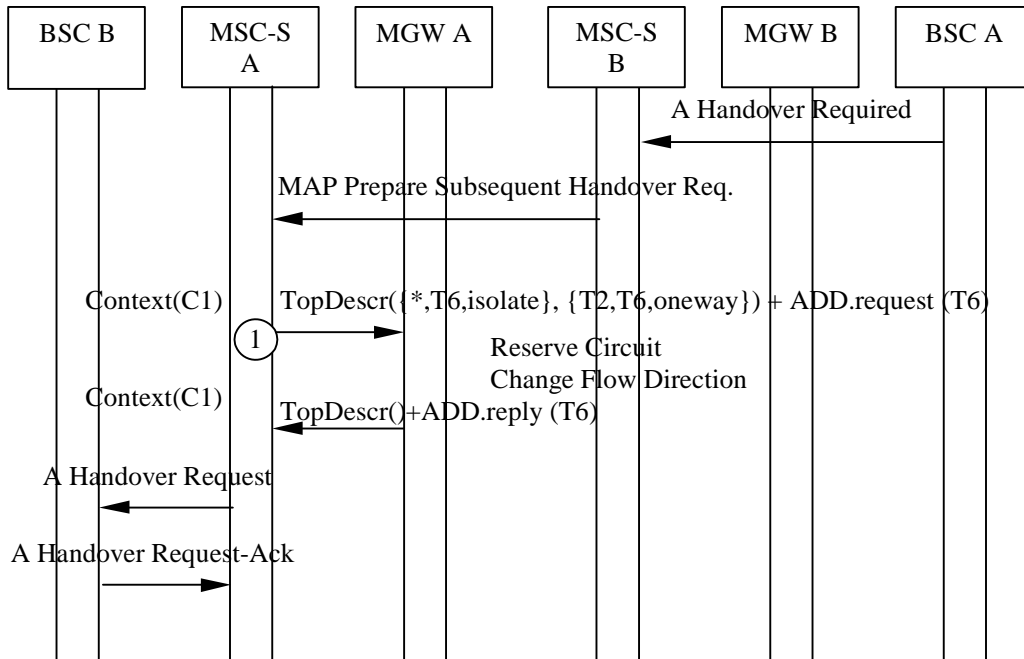 BSC B
MSC-S
A
MGW A
MSC-S
B
MGW B
BSC A
A Handover Required
MAP Prepare Subsequent Handover Req.
Context(C1)
TopDescr({*,T6,isolate}, {T2,T6,oneway}) + ADD.request (T6)
1
Reserve Circuit
Change Flow Direction
Context(C1)
TopDescr()+ADD.reply (T6)
A Handover Request
A Handover Request-Ack